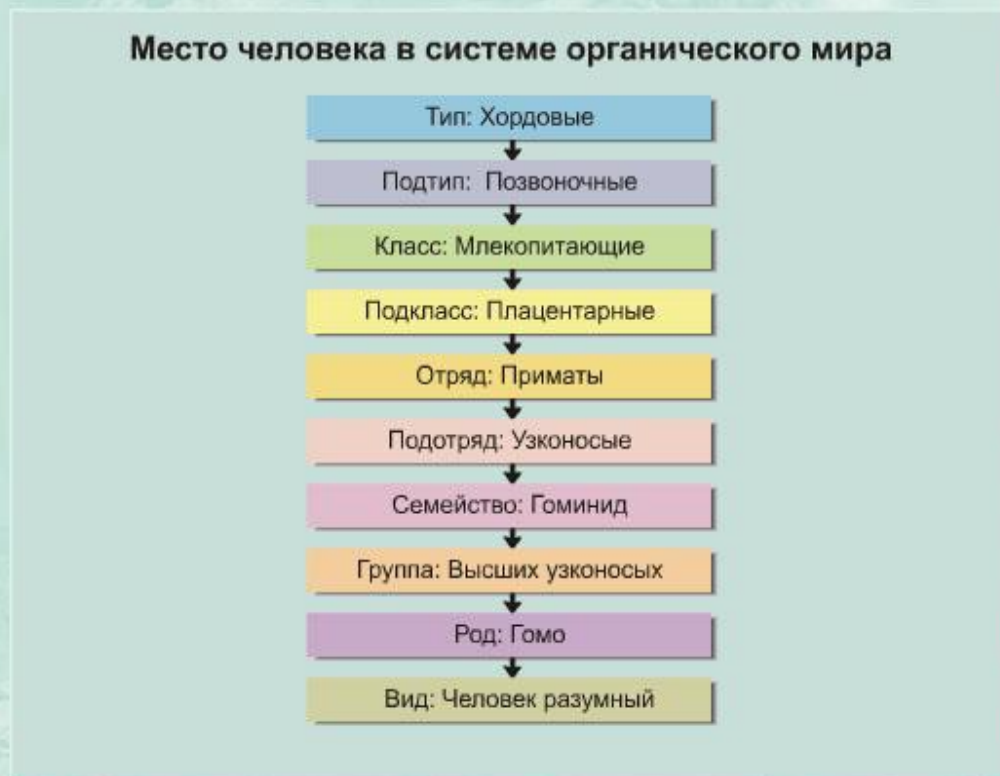 Место человека в системе органического мира
Тип: Хордовые
Подтип: Позвоночные
Класс: Млекопитающие
Подкласс: Плацентарные
Отряд: Приматы
Подотряд: Узконосые
Семейство: Гоминид
Группа: Высших узконосых
Род: Гомо
Вид: Человек разумный